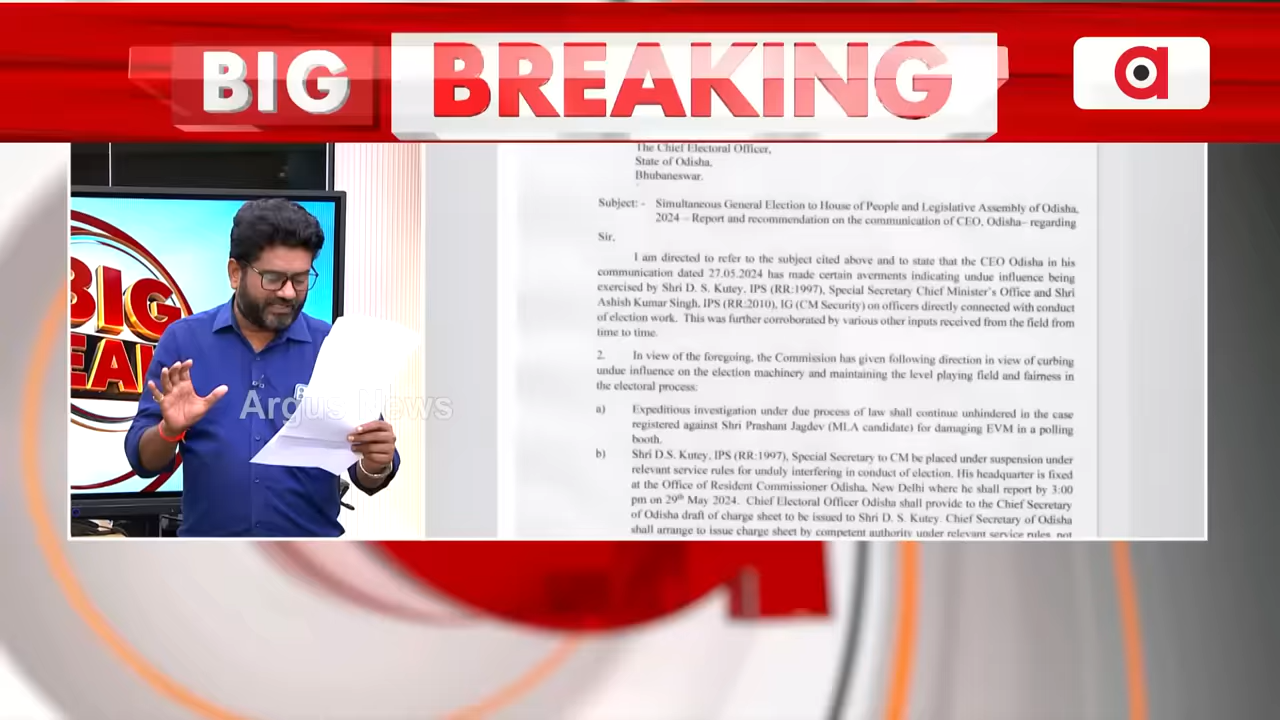 BIG BREAKING
a
BIG
EAK
Argus News
The Chief Electoral Officer,
State of Odisha,
Bhubaneswar.
Subject: - Simultaneous General Election to House of People and Legislative Assembly of Odisha,
2024 – Report and recommendation on the communication of CEO, Odisha– regarding
Sir,
I am directed to refer to the subject cited above and to state that the CEO Odisha in his
communication dated 27.05.2024 has made certain averments indicating undue influence being
exercised by Shri D. S. Kutey, IPS (RR:1997), Special Secretary Chief Minister's Office and Shri
Ashish Kumar Singh, IPS (RR:2010), IG (CM Security) on officers directly connected with conduct
of election work. This was further corroborated by various other inputs received from the field from
time to time.
2. In view of the foregoing, the Commission has given following direction in view of curbing
undue influence on the election machinery and maintaining the level playing field and fairness in
the electoral process:
a) Expeditious investigation under due process of law shall continue unhindered in the case
registered against Shri Prashant Jagdev (MLA candidate) for damaging EVM in a polling
booth.
b) Shri D.S. Kutey, IPS (RR:1997), Special Secretary to CM be placed under suspension under
relevant service rules for unduly interfering in conduct of election. His headquarter is fixed
at the Office of Resident Commissioner Odisha, New Delhi where he shall report by 3:00
pm on 29th May 2024. Chief Electoral Officer Odisha shall provide to the Chief Secretary
of Odisha draft of charge sheet to be issued to Shri D. S. Kutey. Chief Secretary of Odisha
shall arrange to issue charge sheet by competent authority under relevant service rules, not